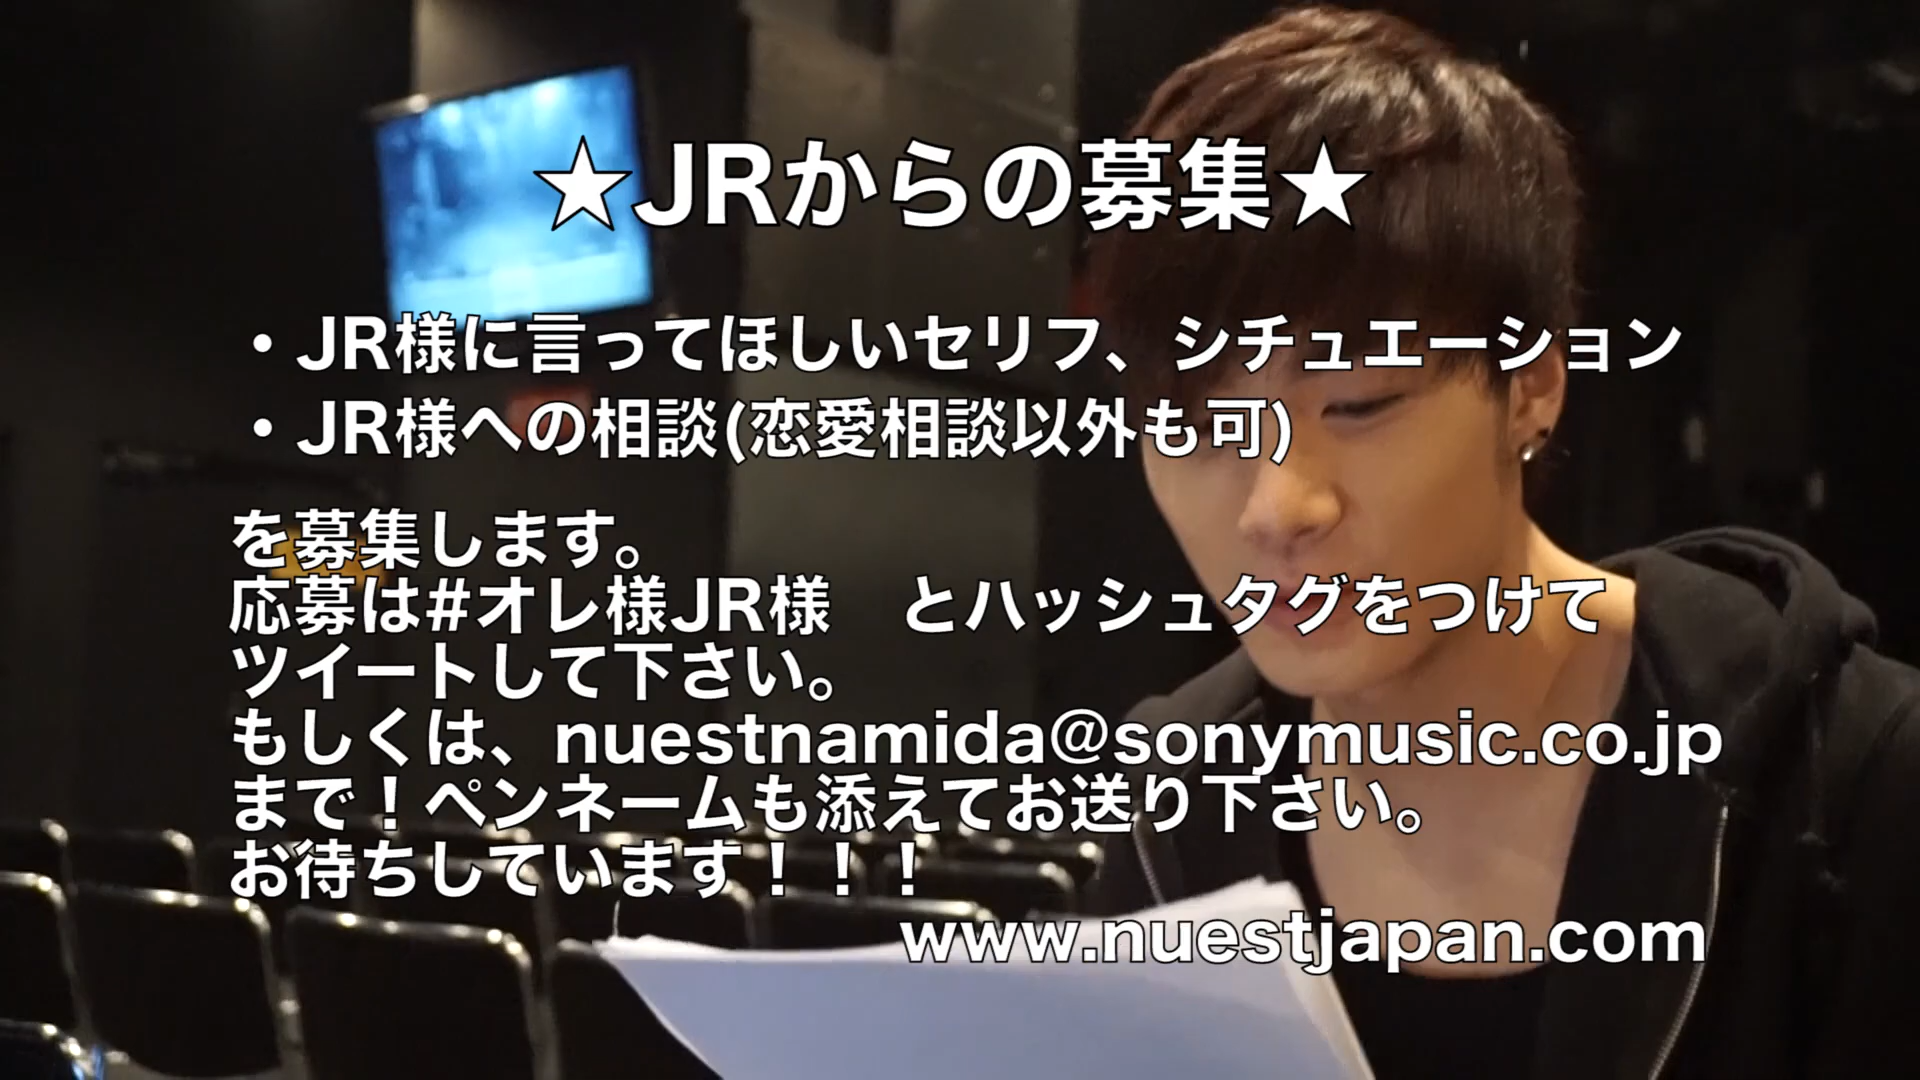 ★JRからの募集★
・JR様に言ってほしいセリフ、シチュエーション
・JR様への相談(恋愛相談以外も可)
を募集します。
応募は#オレ様JR様　とハッシュタグをつけて
ツイートして下さい。
もしくは、nuestnamida@sonymusic.co.jp
まで！ペンネームも添えてお送り下さい。
お待ちしています！！！
www.nuestjapan.com